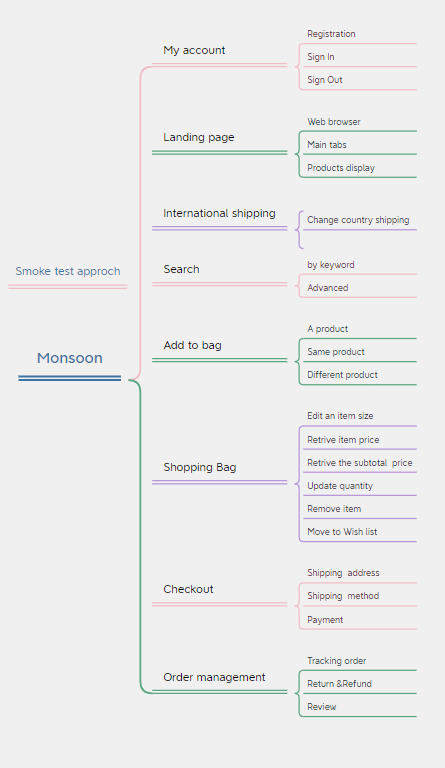 Smoke test approch
Monsoon
My account
Registration
Sign In
Sign Out
Landing page
Web browser
Main tabs
Products display
International shipping
Change country shipping
Search
by keyword
Advanced
Add to bag
A product
Same product
Different product
Shopping Bag
Edit an item size
Retrive item price
Retrive the subtotal  price
Update quantity
Remove item
Move to Wish list
Checkout
Shipping  address
Shipping  method
Payment
Order management
Tracking order
Return &Refund
Review